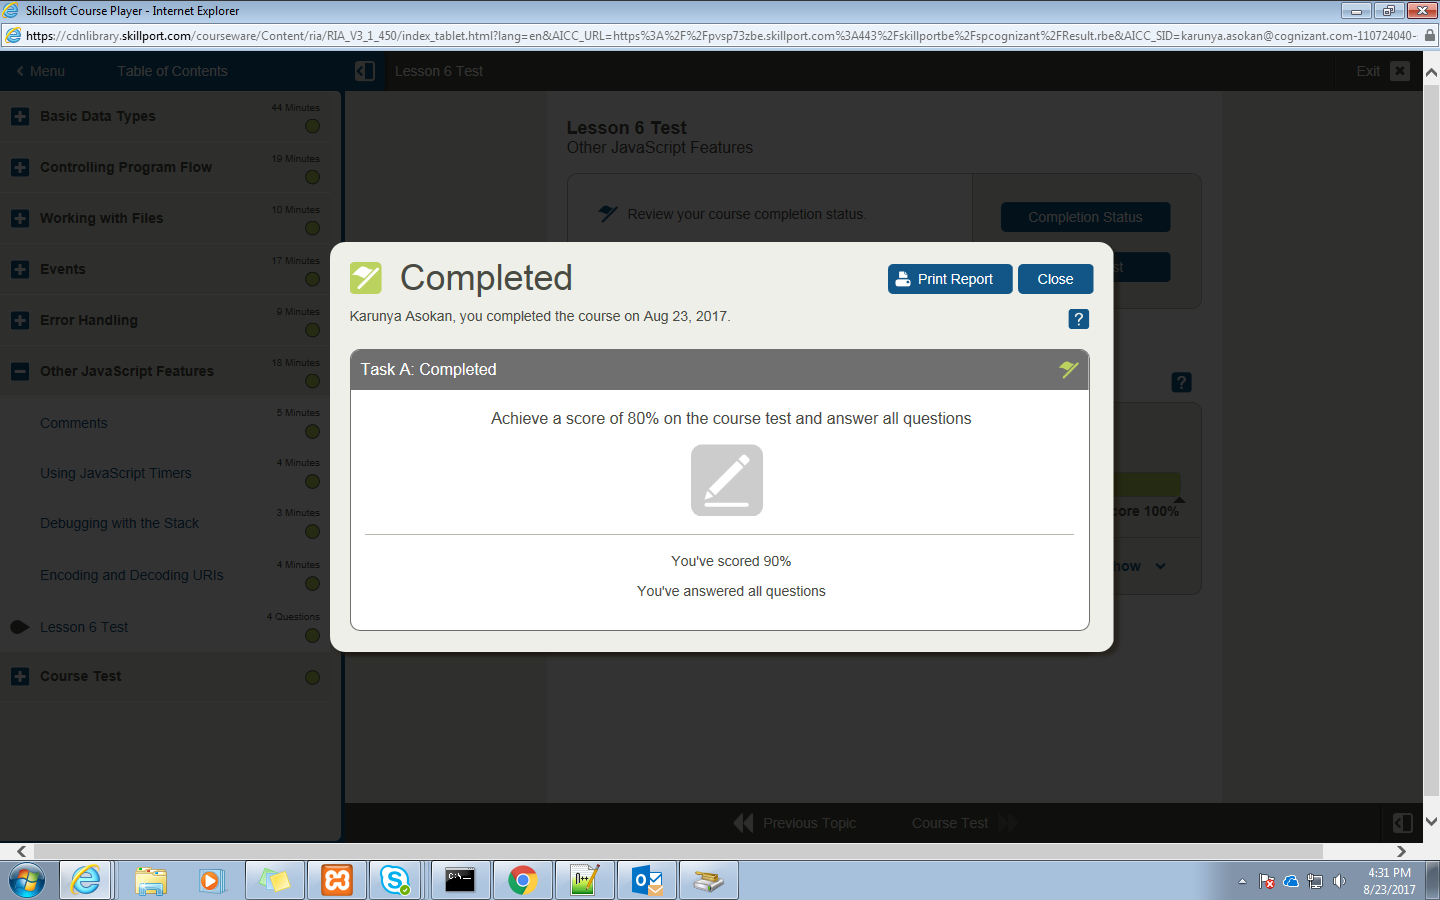 Skillsoft Course Player - Internet Explorer
https://cdnlibrary.skillport.com/courseware/Content/ria/RIA_V3_1_450/index_tablet.html?lang=en&AICC_URL=https%3A%2F%2Fpvsp73zbe.skillport.com%3A443%2Fskillportbe%2Fspcognizant%2FResult.rbe&AICC_SID=karunya.asokan@cognizant.com-110724040-
Menu
Table of Contents
Lesson 6 Test
Exit
Basic Data Types
44 Minutes
Controlling Program Flow
19 Minutes
Working with Files
10 Minutes
Events
17 Minutes
Error Handling
9 Minutes
Other JavaScript Features
18 Minutes
Comments
5 Minutes
Using JavaScript Timers
4 Minutes
Debugging with the Stack
3 Minutes
Encoding and Decoding URIs
4 Minutes
Lesson 6 Test
4 Questions
Course Test
Lesson 6 Test
Other JavaScript Features
Review your course completion status.
Completion Status
Completed
Print Report
Close
Karunya Asokan, you completed the course on Aug 23, 2017.
?
Task A: Completed
Achieve a score of 80% on the course test and answer all questions
You've scored 90%
You've answered all questions
?
100%
Previous Topic
Course Test
C:\-
4:31 PM
8/23/2017